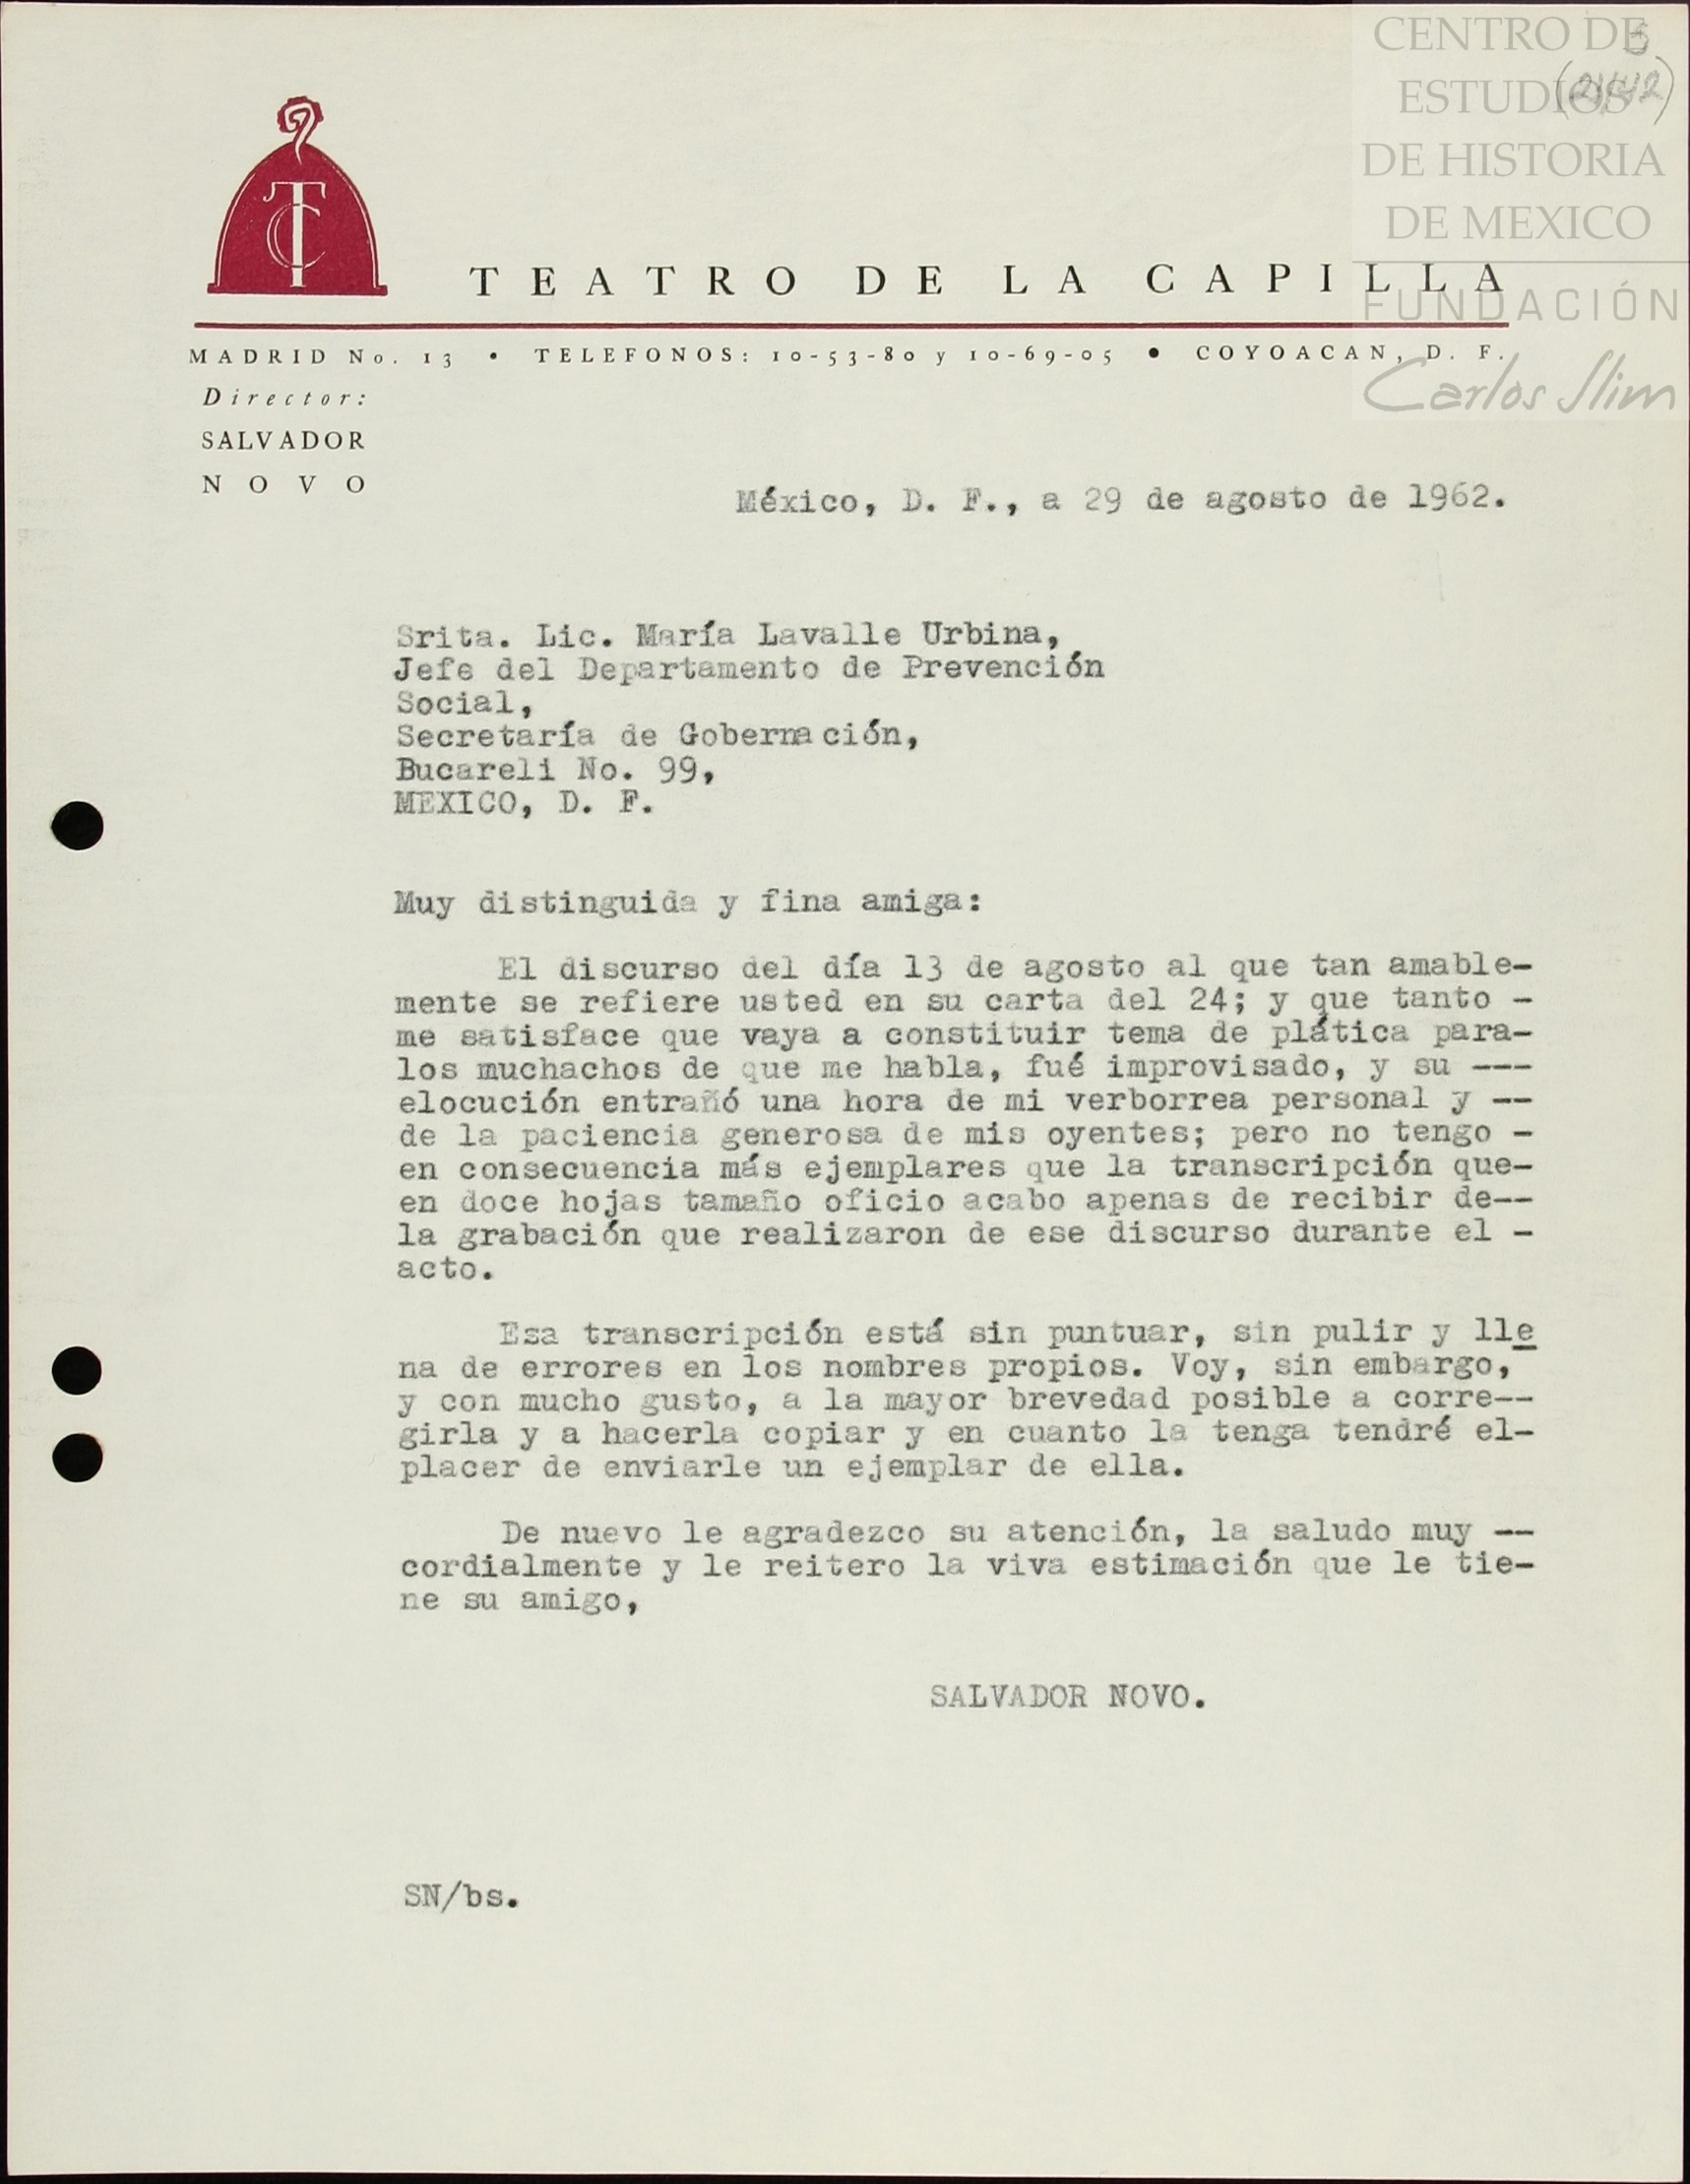 CENTRO DE
ESTUDIOS
DE HISTORIA
DE MEXICO
FUNDACIÓN
Carlos Slim
TC
TEATRO DE LA CAPILLA
MADRID No. 13 • TELEFONOS: 10-53-80 y 10-69-05 • COYOACAN, D. F.
Director:
SALVADOR
NOVO
México, D. F., a 29 de agosto de 1962.
Srita. Lic. María Lavalle Urbina,
Jefe del Departamento de Prevención
Social,
Secretaría de Gobernación,
Bucareli No. 99,
MEXICO, D. F.
Muy distinguida y fina amiga:
El discurso del día 13 de agosto al que tan amable-
mente se refiere usted en su carta del 24; y que tanto -
me satisface que vaya a constituir tema de plática para-
los muchachos de que me habla, fué improvisado, y su ---
elocución entrañó una hora de mi verborrea personal y --
de la paciencia generosa de mis oyentes; pero no tengo -
en consecuencia más ejemplares que la transcripción que-
en doce hojas tamaño oficio acabo apenas de recibir de--
la grabación que realizaron de ese discurso durante el -
acto.
Esa transcripción está sin puntuar, sin pulir y lle
na de errores en los nombres propios. Voy, sin embargo,
y con mucho gusto, a la mayor brevedad posible a corre--
girla y a hacerla copiar y en cuanto la tenga tendré el-
placer de enviarle un ejemplar de ella.
De nuevo le agradezco su atención, la saludo muy --
cordialmente y le reitero la viva estimación que le tie-
ne su amigo,
SALVADOR NOVO.
SN/bs.